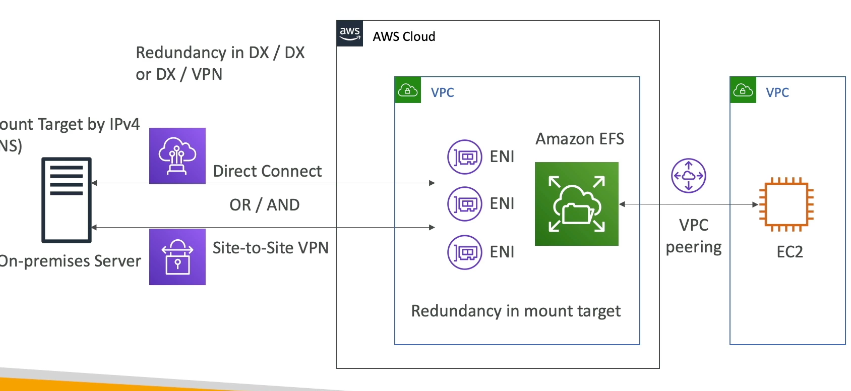 aws
AWS Cloud
Redundancy in DX / DX
or DX / VPN
VPC
VPC
ount Target by IPv4
NS)
Amazon EFS
ENI
Direct Connect
OR / AND
ENI
VPC
peering
Site-to-Site VPN
ENI
EC2
On-premises Server
Redundancy in mount target